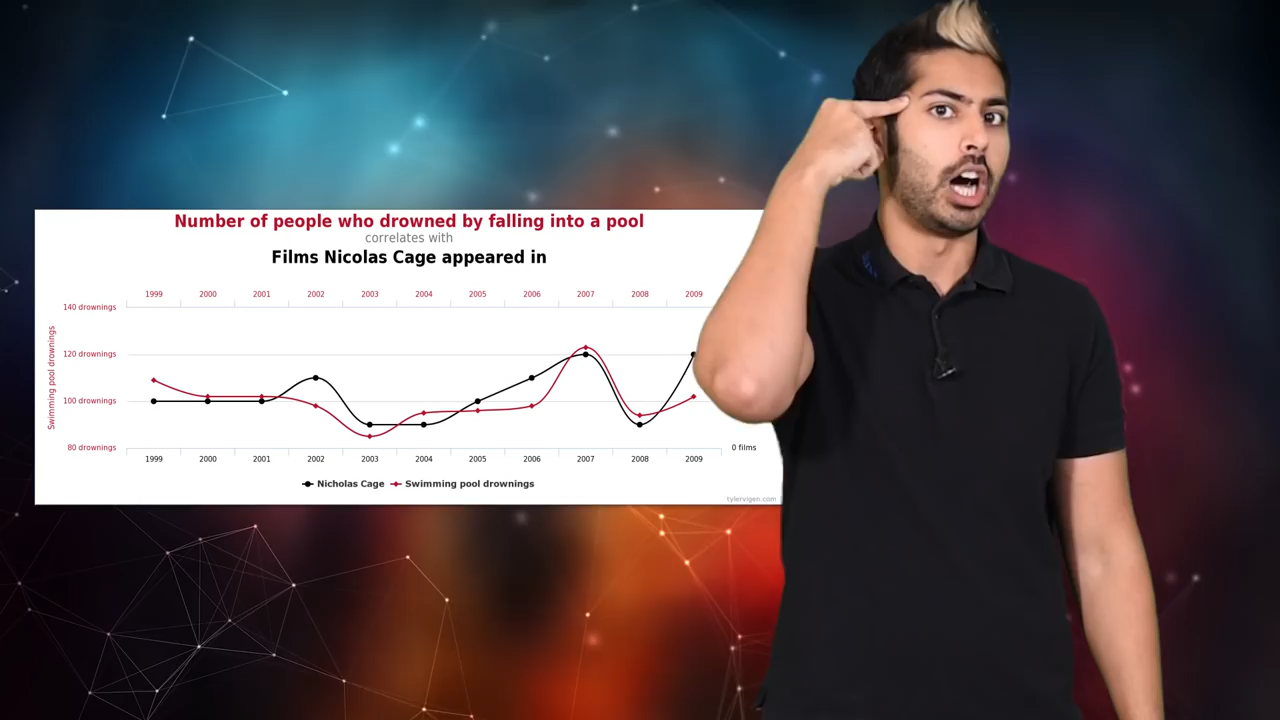 Number of people who drowned by falling into a pool
correlates with
Films Nicolas Cage appeared in
1999 2000 2001 2002 2003 2004 2005 2006 2007 2008 2009
140 drownings
120 drownings
100 drownings
80 drownings
Swimming pool drownings
0 films
1999 2000 2001 2002 2003 2004 2005 2006 2007 2008 2009
Nicholas Cage Swimming pool drownings
tylervigen.com